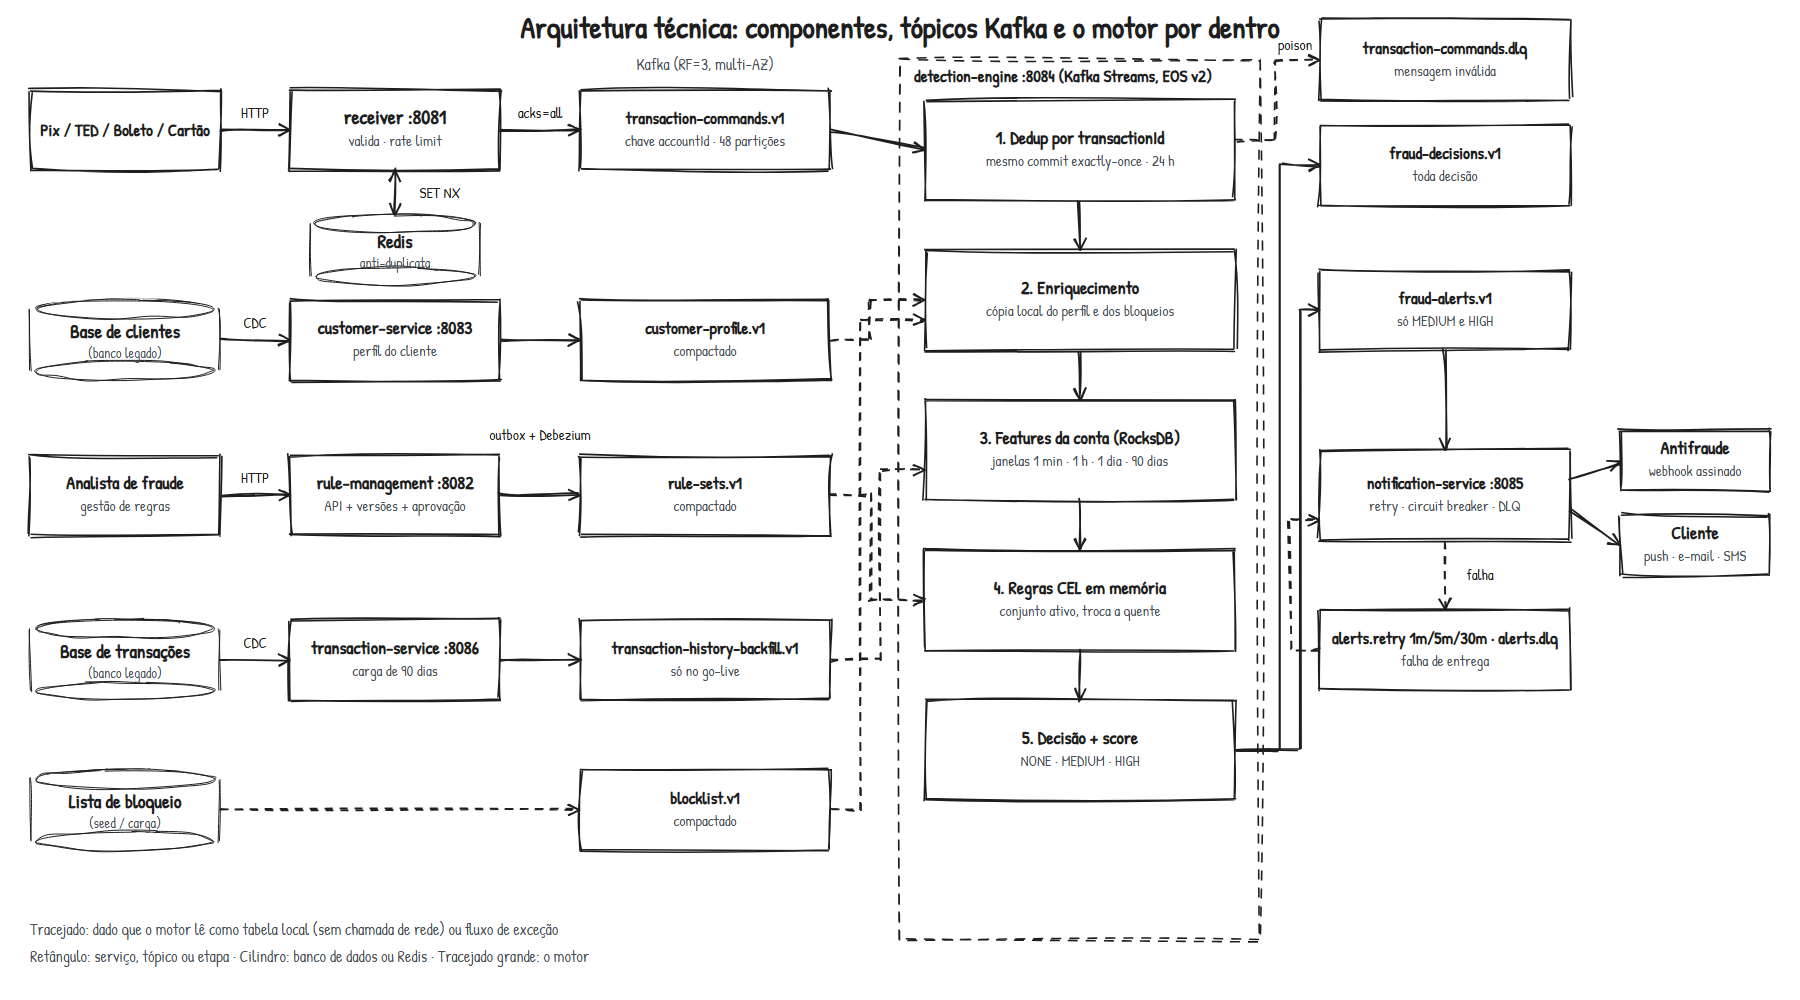 Arquitetura técnica: componentes, tópicos Kafka e o motor por dentro
Kafka (RF=3, multi-AZ)
Pix / TED / Boleto / Cartão
HTTP
receiver :8081
valida · rate limit
acks=all
transaction-commands.v1
chave accountId · 48 partições
SET NX
Redis
anti-duplicata
Base de clientes
(banco legado)
CDC
customer-service :8083
perfil do cliente
customer-profile.v1
compactado
outbox + Debezium
Analista de fraude
gestão de regras
HTTP
rule-management :8082
API + versões + aprovação
rule-sets.v1
compactado
Base de transações
(banco legado)
CDC
transaction-service :8086
carga de 90 dias
transaction-history-backfill.v1
só no go-live
Lista de bloqueio
(seed / carga)
blocklist.v1
compactado
detection-engine :8084 (Kafka Streams, EOS v2)
1. Dedup por transactionId
mesmo commit exactly-once · 24 h
2. Enriquecimento
cópia local do perfil e dos bloqueios
3. Features da conta (RocksDB)
janelas 1 min · 1 h · 1 dia · 90 dias
4. Regras CEL em memória
conjunto ativo, troca a quente
5. Decisão + score
NONE · MEDIUM · HIGH
poison
transaction-commands.dlq
mensagem inválida
fraud-decisions.v1
toda decisão
fraud-alerts.v1
só MEDIUM e HIGH
notification-service :8085
retry · circuit breaker · DLQ
Antifraude
webhook assinado
Cliente
push · e-mail · SMS
falha
alerts.retry 1m/5m/30m · alerts.dlq
falha de entrega
Tracejado: dado que o motor lê como tabela local (sem chamada de rede) ou fluxo de exceção
Retângulo: serviço, tópico ou etapa · Cilindro: banco de dados ou Redis · Tracejado grande: o motor